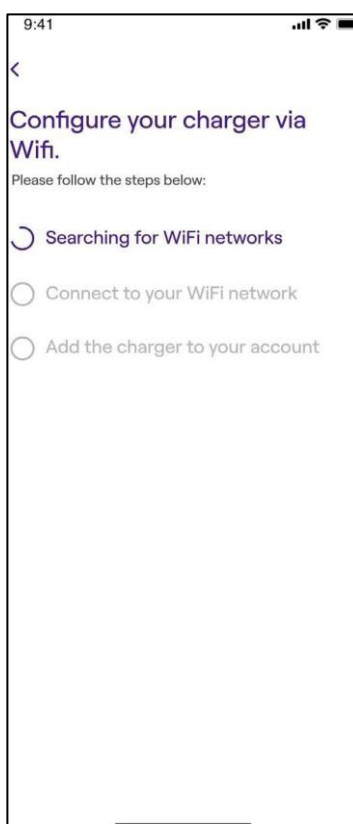 9:41
Configure your charger via
Wifi.
Please follow the steps below:
Searching for WiFi networks
Connect to your WiFi network
Add the charger to your account